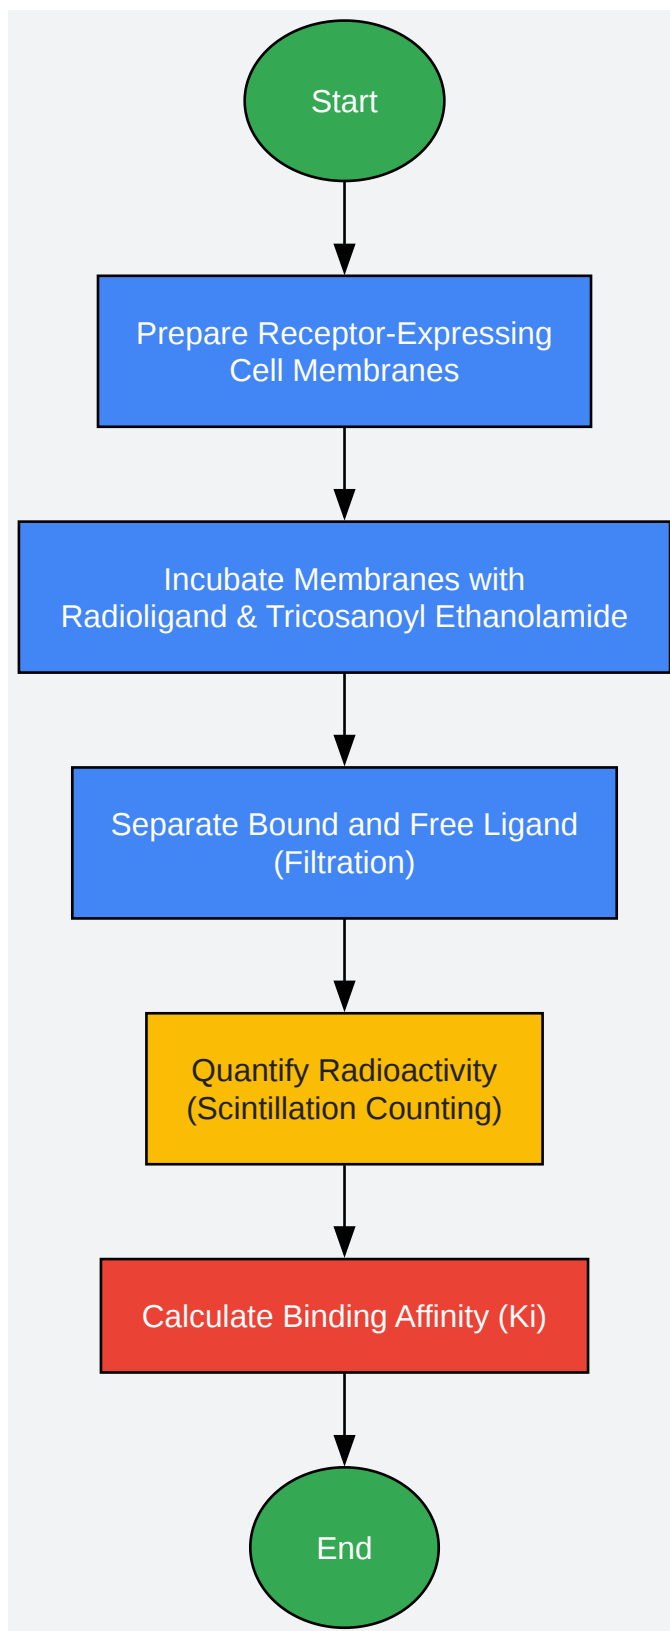 Start
Prepare Receptor-Expressing
Cell Membranes
Incubate Membranes with
Radioligand & Tricosanoyl Ethanolamide
Separate Bound and Free Ligand
(Filtration)
Quantify Radioactivity
(Scintillation Counting)
Calculate Binding Affinity (Ki)
End